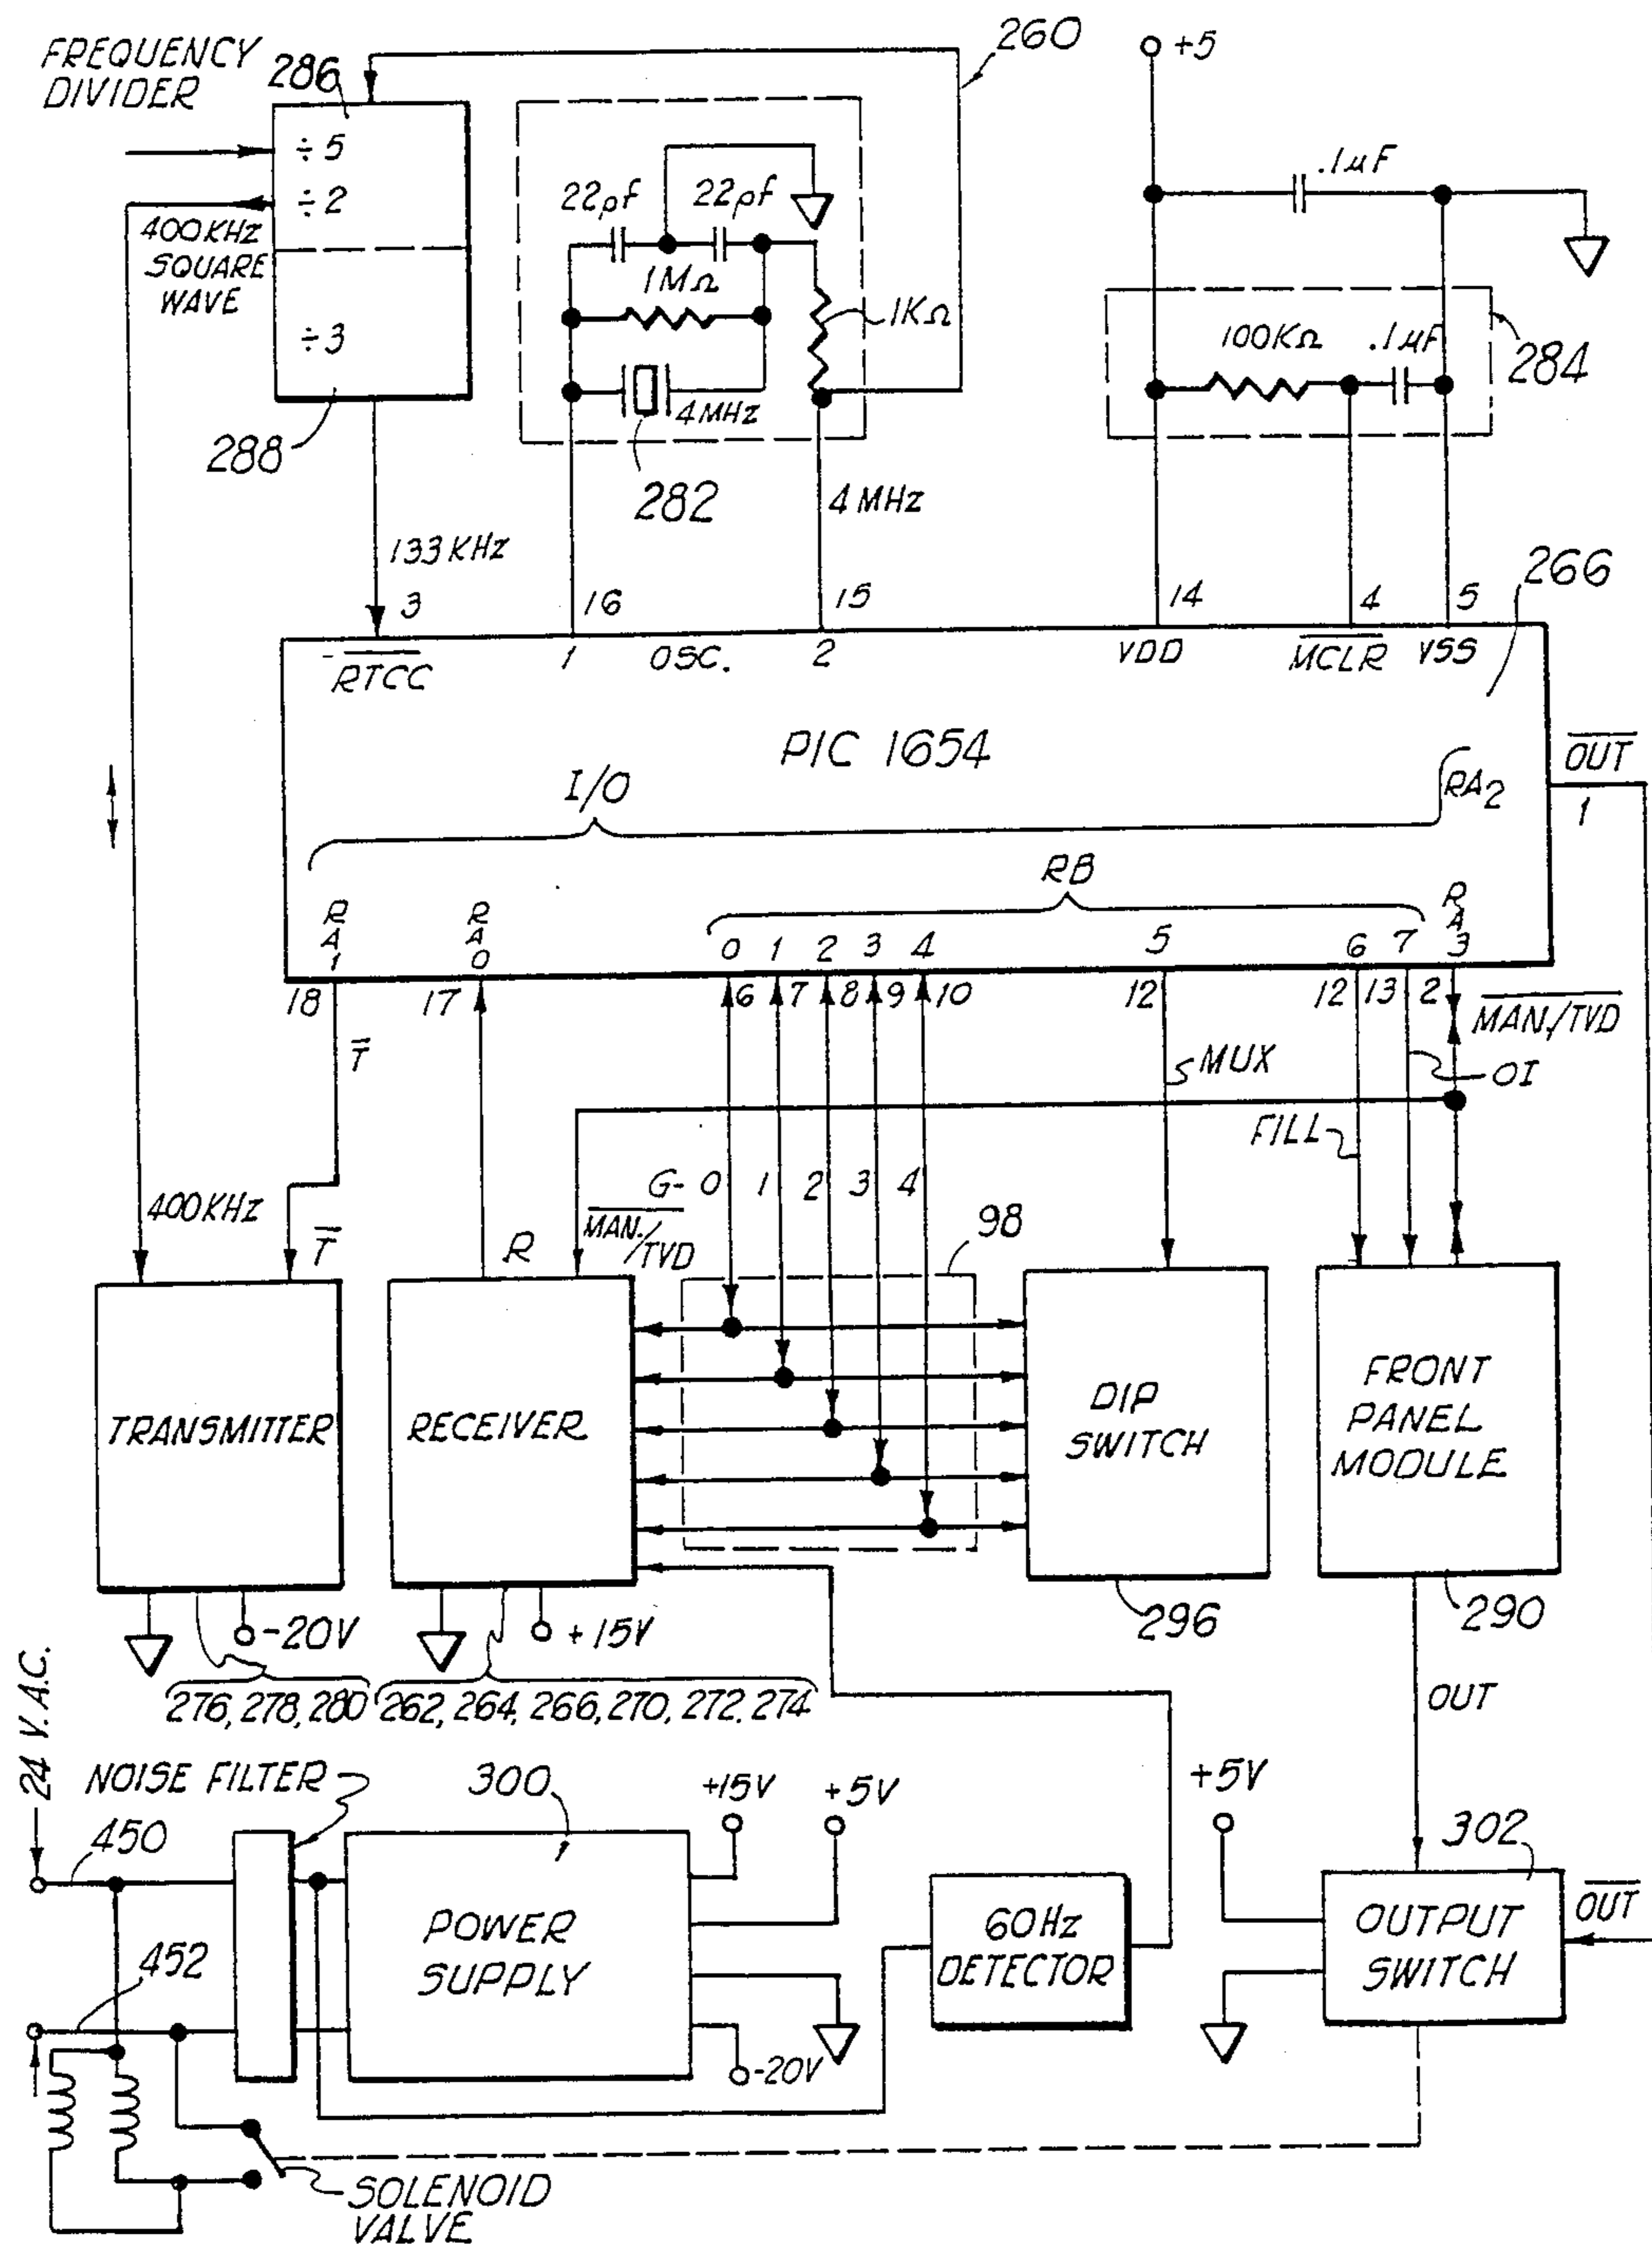 FREQUENCY
DIVIDER
286
260
+5
÷5
÷2
400KHZ
SQUARE
WAVE
÷3
288
22pf
22pf
1MΩ
1KΩ
4MHZ
282
.1µF
100KΩ
.1µF
284
133KHZ
4MHZ
266
3
16
15
14
4
5
RTCC
1
OSC.
2
VDD
MCLR
VSS
PIC 1654
OUT
1
I/O
RA2
RB
RA1
RA0
0
1
2
3
4
5
6
7
RA3
18
17
6
7
8
9
10
12
12
13
2
MAN./TVD
T
MUX
OI
FILL
G-
0
1
2
3
4
400KHZ
T
R
MAN./TVD
98
TRANSMITTER
RECEIVER
DIP
SWITCH
FRONT
PANEL
MODULE
-20V
+15V
296
290
276, 278, 280
262, 264, 266, 270, 272, 274
OUT
24 V.A.C.
NOISE FILTER
300
+15V
+5V
+5V
302
450
452
POWER
SUPPLY
60Hz
DETECTOR
OUTPUT
SWITCH
OUT
-20V
SOLENOID
VALVE